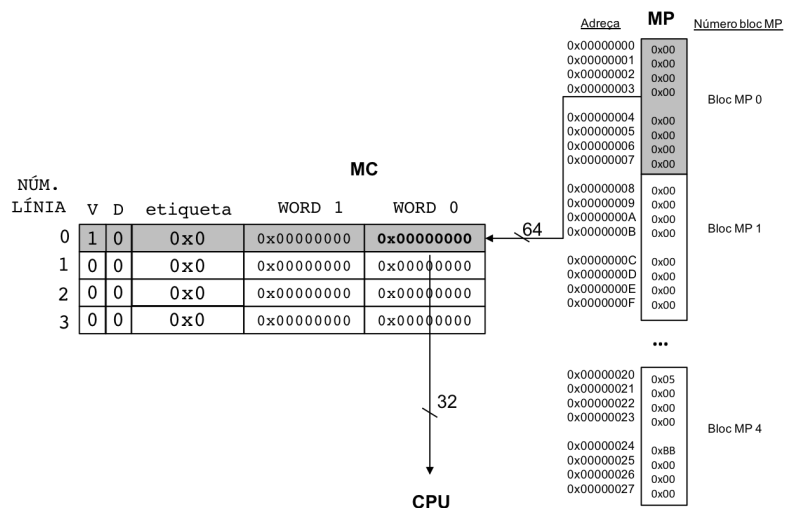 Adreça MP Número bloc MP
0x00000000 0x00
0x00000001 0x00
0x00000002 0x00
0x00000003 0x00
Bloc MP 0
0x00000004 0x00
0x00000005 0x00
0x00000006 0x00
0x00000007 0x00
0x00000008 0x00
0x00000009 0x00
0x0000000A 0x00
0x0000000B 0x00
Bloc MP 1
0x0000000C 0x00
0x0000000D 0x00
0x0000000E 0x00
0x0000000F 0x00
...
0x00000020 0x05
0x00000021 0x00
0x00000022 0x00
0x00000023 0x00
Bloc MP 4
0x00000024 0xBB
0x00000025 0x00
0x00000026 0x00
0x00000027 0x00
MC
NÚM.
LÍNIA V D etiqueta WORD 1 WORD 0
0 1 0 0x0 0x00000000 0x00000000
1 0 0 0x0 0x00000000 0x00000000
2 0 0 0x0 0x00000000 0x00000000
3 0 0 0x0 0x00000000 0x00000000
64
32
CPU